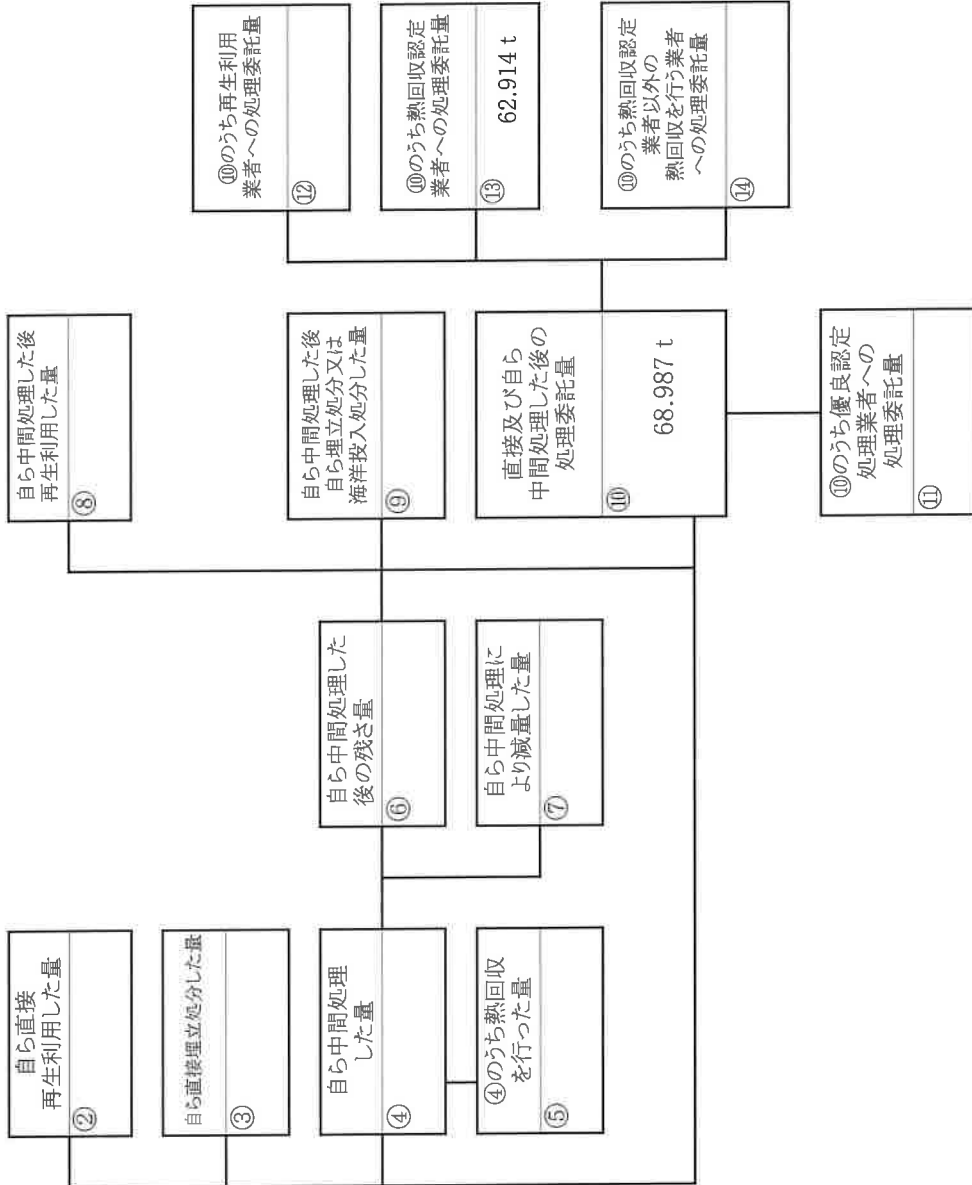 自ら直接
再生利用した量
②
自ら直接埋立処分した量
③
自ら中間処理
した量
④
④のうち熱回収
を行った量
⑤
自ら中間処理した
後の残さ量
⑥
自ら中間処理に
より減量した量
⑦
自ら中間処理した後
再生利用した量
⑧
自ら中間処理した後
自ら埋立処分又は
海洋投入処分した量
⑨
直接及び自ら
中間処理した後の
処理委託量
⑩
68.987 t
⑩のうち優良認定
処理業者への
処理委託量
⑪
⑩のうち再生利用
業者への処理委託量
⑫
⑩のうち熱回収認定
業者への処理委託量
⑬
62.914 t
⑩のうち熱回収認定
業者以外の
熱回収を行う業者
への処理委託量
⑭